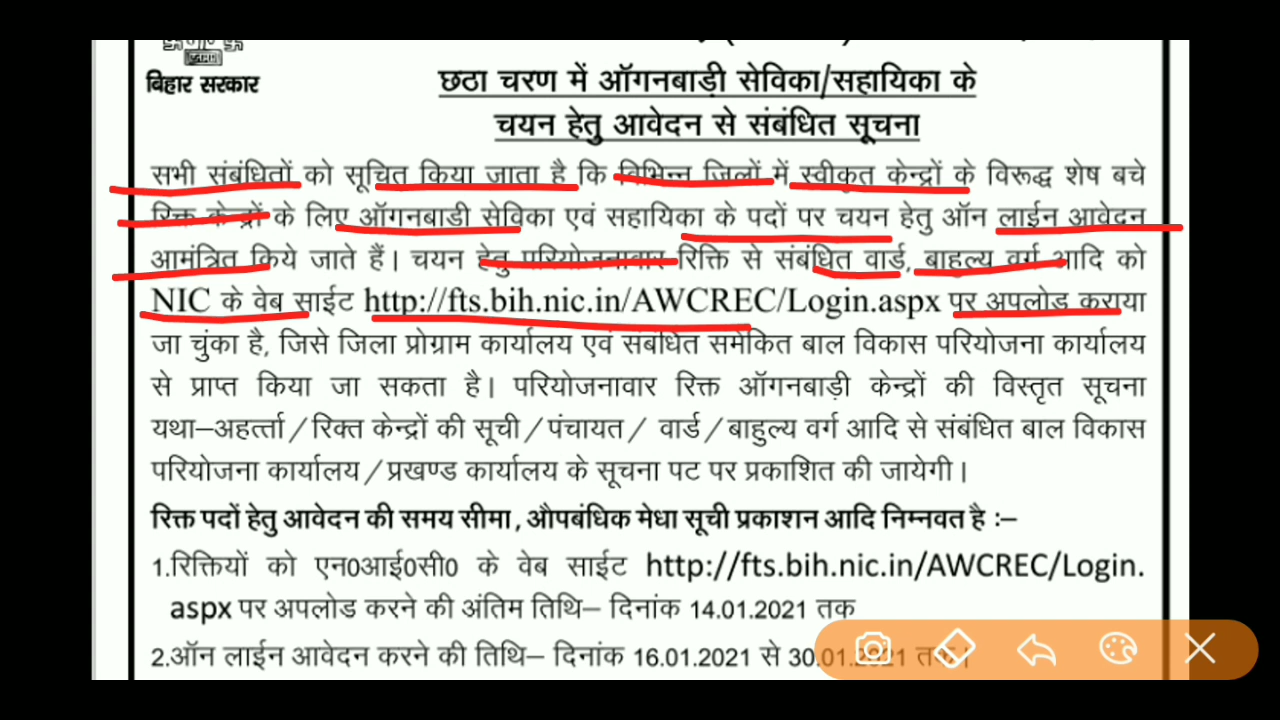 बिहार सरकार
छठा चरण में ऑगनबाड़ी सेविका/सहायिका के
चयन हेतु आवेदन से संबंधित सूचना
सभी संबंधितों को सूचित किया जाता है कि विभिन्न जिलों में स्वीकृत केन्द्रों के विरूद्ध शेष बचे
रिक्त केन्द्रों के लिए ऑगनबाडी सेविका एवं सहायिका के पदों पर चयन हेतु ऑन लाईन आवेदन
आमंत्रित किये जाते हैं। चयन हेतु परियोजनावार रिक्ति से संबंधित वार्ड, बाहुल्य वर्ग आदि को
NIC के वेब साईट http://fts.bih.nic.in/AWCREC/Login.aspx पर अपलोड कराया
जा चुंका है, जिसे जिला प्रोग्राम कार्यालय एवं संबंधित समेकित बाल विकास परियोजना कार्यालय
से प्राप्त किया जा सकता है। परियोजनावार रिक्त ऑगनबाड़ी केन्द्रों की विस्तृत सूचना
यथा–अहर्त्ता/रिक्त केन्द्रों की सूची/पंचायत/ वार्ड/बाहुल्य वर्ग आदि से संबंधित बाल विकास
परियोजना कार्यालय/प्रखण्ड कार्यालय के सूचना पट पर प्रकाशित की जायेगी।
रिक्त पदों हेतु आवेदन की समय सीमा, औपबंधिक मेधा सूची प्रकाशन आदि निम्नवत है :–
1.रिक्तियों को एन0आई0सी0 के वेब साईट http://fts.bih.nic.in/AWCREC/Login.
aspx पर अपलोड करने की अंतिम तिथि– दिनांक 14.01.2021 तक
2.ऑन लाईन आवेदन करने की तिथि– दिनांक 16.01.2021 से 30.01.2021 तक।